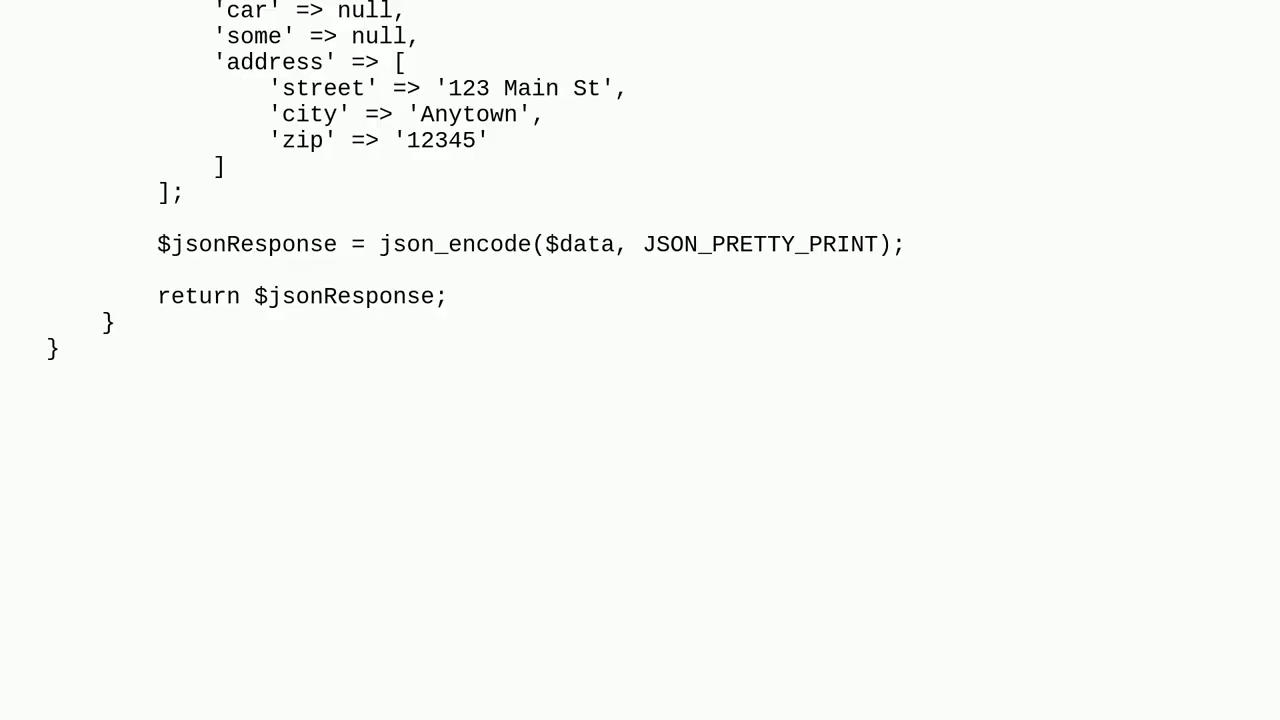 'car' => null,
'some' => null,
'address' => [
'street' => '123 Main St',
'city' => 'Anytown',
'zip' => '12345'
]
];
$jsonResponse = json_encode($data, JSON_PRETTY_PRINT);
return $jsonResponse;
}
}